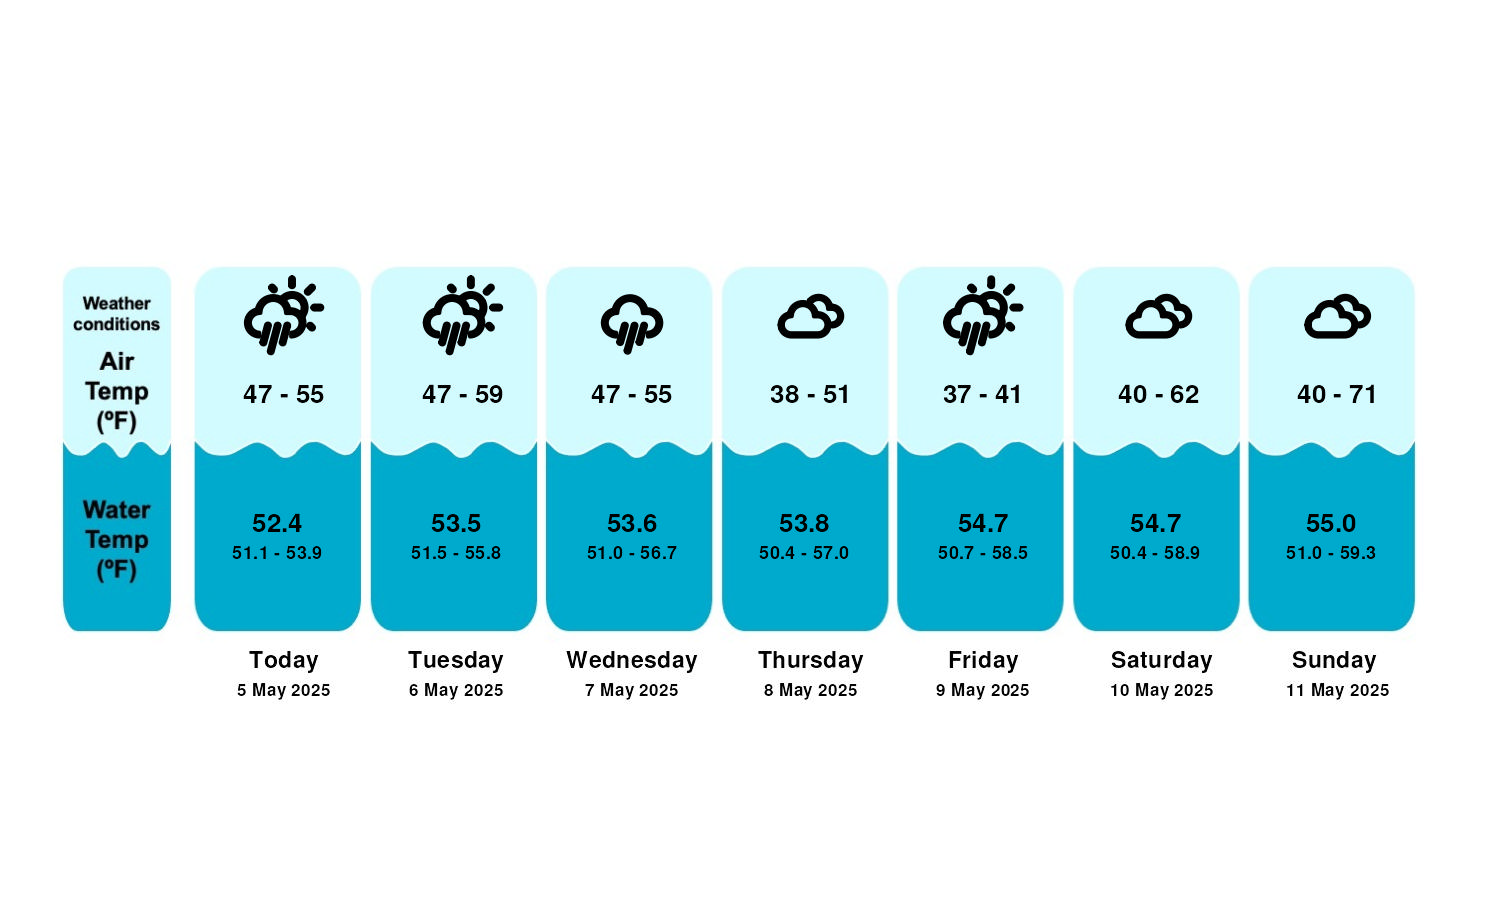 Weather
conditions
Air
Temp
(ºF)
Water
Temp
(ºF)
47 - 55
52.4
51.1 - 53.9
Today
5 May 2025
47 - 59
53.5
51.5 - 55.8
Tuesday
6 May 2025
47 - 55
53.6
51.0 - 56.7
Wednesday
7 May 2025
38 - 51
53.8
50.4 - 57.0
Thursday
8 May 2025
37 - 41
54.7
50.7 - 58.5
Friday
9 May 2025
40 - 62
54.7
50.4 - 58.9
Saturday
10 May 2025
40 - 71
55.0
51.0 - 59.3
Sunday
11 May 2025